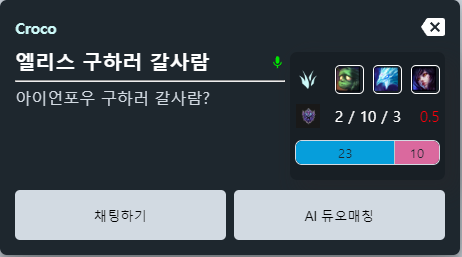 Croco
엘리스 구하러 갈사람
아이언포우 구하러 갈사람?
2 / 10 / 3 0.5
23 10
채팅하기
AI 듀오매칭